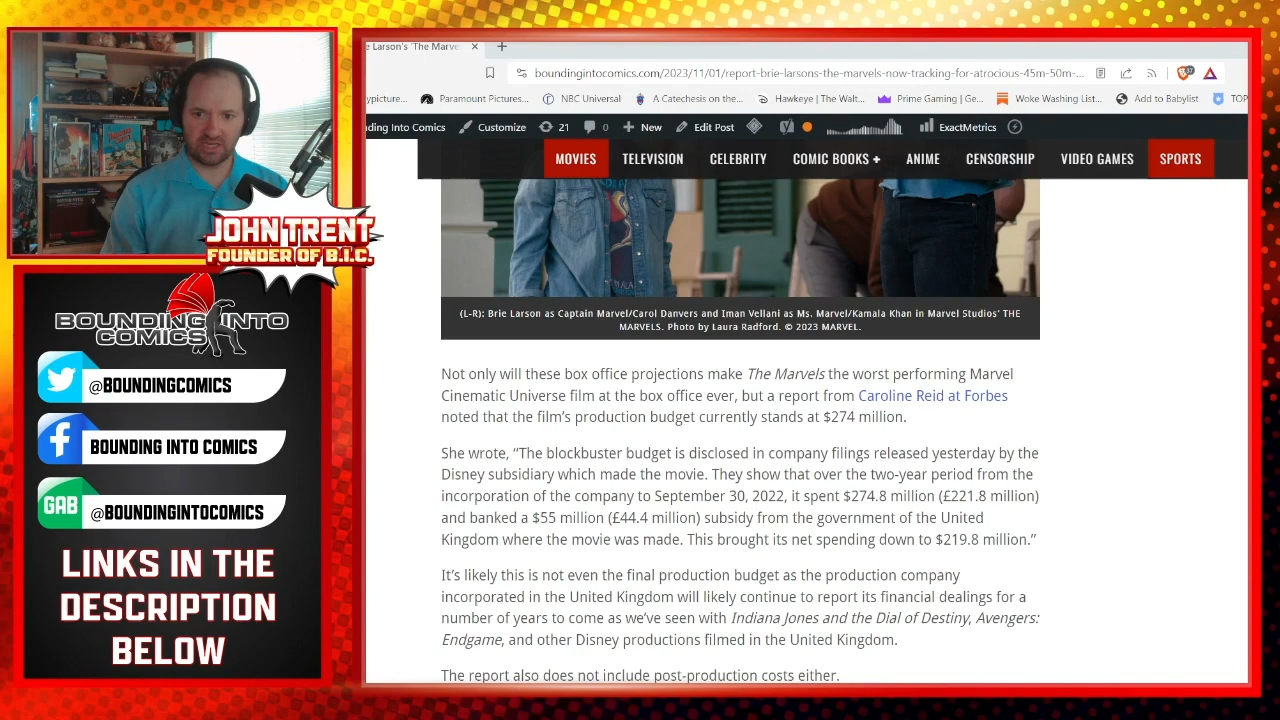 e Larson's 'The Marve
boundingintocomics.com/2023/11/01/report-brie-larsons-the-marvels-now-tracking-for-atrocious-45m-50m-...
ypicture...
Paramount Pictures...
NBC Universal
A Catechesis on the...
Hawkeye | The Walt...
Prime Gaming | Ge...
Woke Washing List...
Add to Babylist
TOP
ding Into Comics
Customize
21
0
New
Edit Post
ExactMetrics
MOVIES
TELEVISION
CELEBRITY
COMIC BOOKS +
ANIME
CENSORSHIP
VIDEO GAMES
SPORTS
(L-R): Brie Larson as Captain Marvel/Carol Danvers and Iman Vellani as Ms. Marvel/Kamala Khan in Marvel Studios' THE
MARVELS. Photo by Laura Radford. © 2023 MARVEL.
Not only will these box office projections make The Marvels the worst performing Marvel
Cinematic Universe film at the box office ever, but a report from Caroline Reid at Forbes
noted that the film's production budget currently stands at $274 million.
She wrote, “The blockbuster budget is disclosed in company filings released yesterday by the
Disney subsidiary which made the movie. They show that over the two-year period from the
incorporation of the company to September 30, 2022, it spent $274.8 million (£221.8 million)
and banked a $55 million (£44.4 million) subsidy from the government of the United
Kingdom where the movie was made. This brought its net spending down to $219.8 million.”
It’s likely this is not even the final production budget as the production company
incorporated in the United Kingdom will likely continue to report its financial dealings for a
number of years to come as we’ve seen with Indiana Jones and the Dial of Destiny, Avengers:
Endgame, and other Disney productions filmed in the United Kingdom.
The report also does not include post-production costs either.
JOHN TRENT
FOUNDER OF B.I.C.
BOUNDING INTO
COMICS
@BOUNDINGCOMICS
BOUNDING INTO COMICS
GAB
@BOUNDINGINTOCOMICS
LINKS IN THE
DESCRIPTION
BELOW